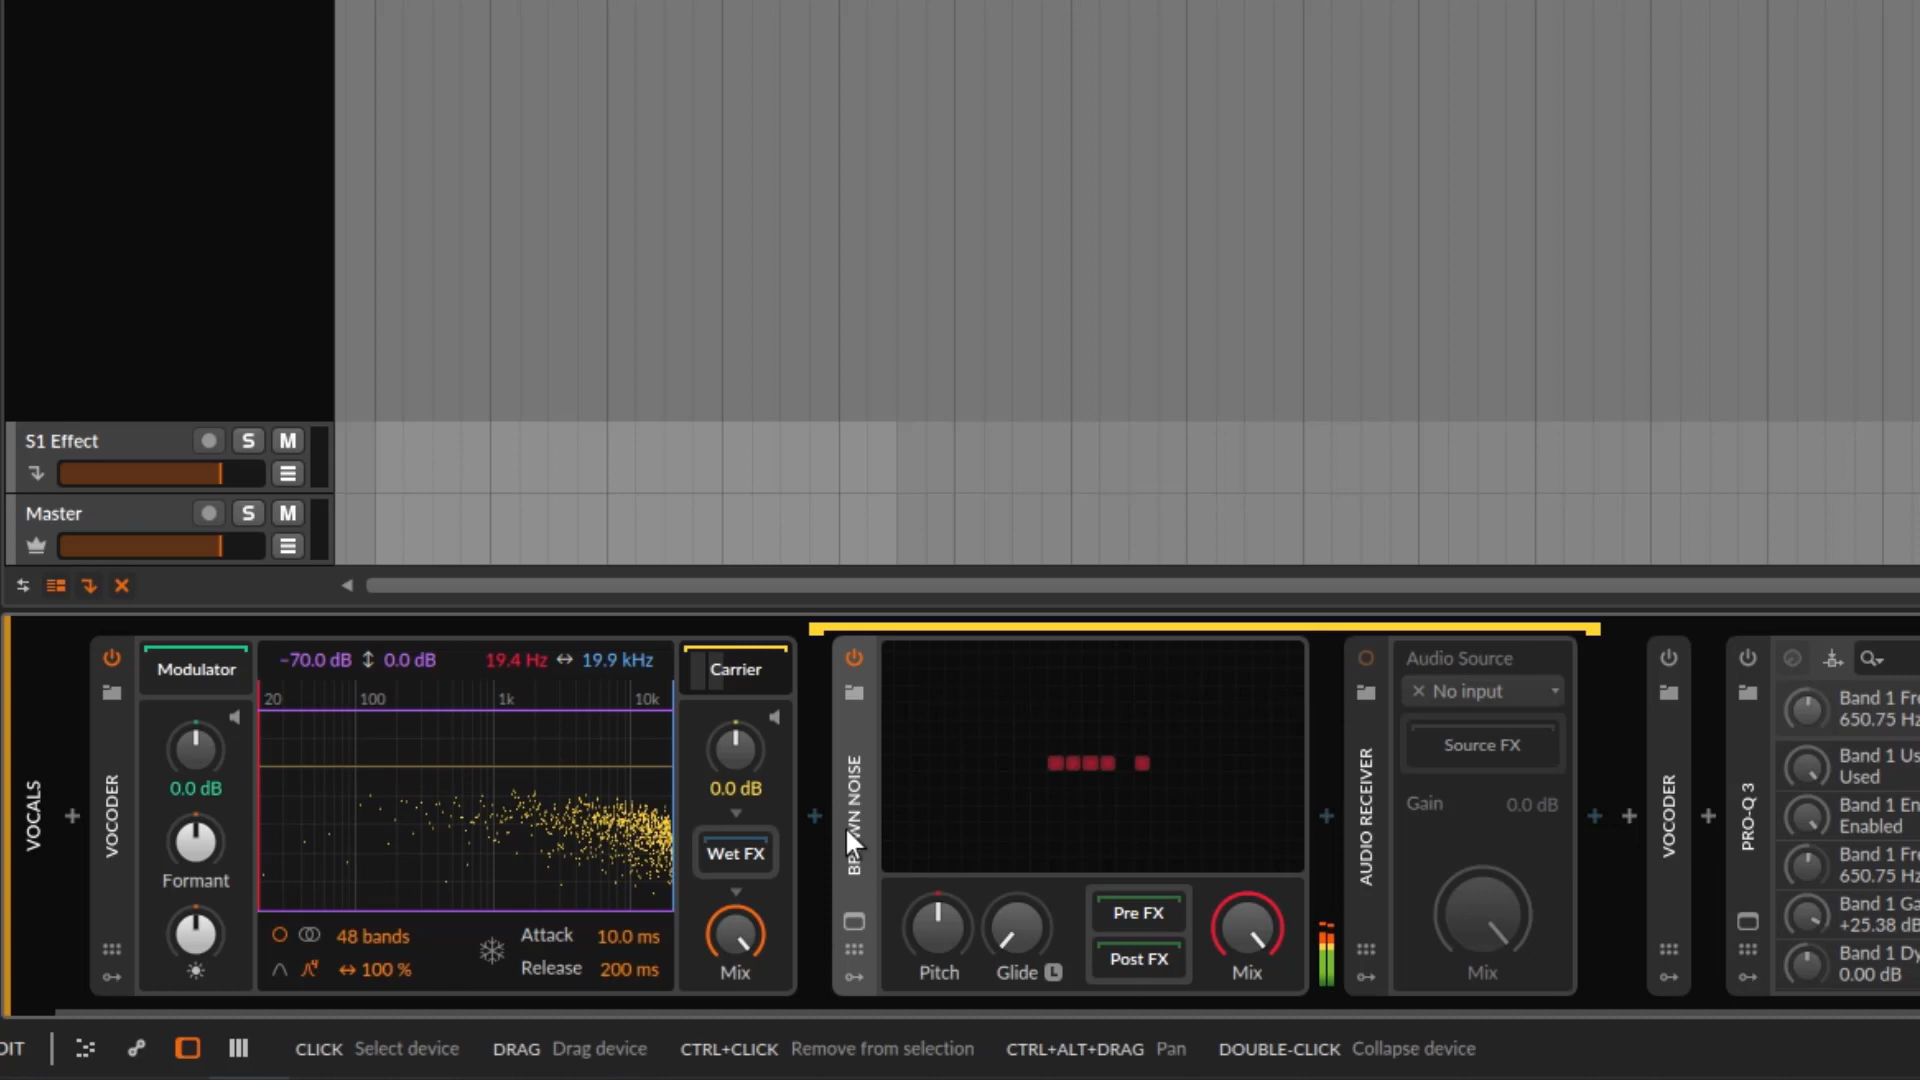 S1 Effect
S
M
Master
S
M
VOCALS
VOCODER
Modulator
0.0 dB
Formant
-70.0 dB ↕ 0.0 dB
19.4 Hz ↔ 19.9 kHz
20
100
1k
10k
48 bands
↔ 100 %
Attack
10.0 ms
Release
200 ms
Carrier
0.0 dB
Wet FX
Mix
NOISE
Pitch
Glide
L
Pre FX
Post FX
Mix
AUDIO RECEIVER
Audio Source
No input
Source FX
Gain
0.0 dB
Mix
VOCODER
PRO-Q 3
Band 1 Fre
650.75 Hz
Band 1 Us
Used
Band 1 En
Enabled
Band 1 Fre
650.75 Hz
Band 1 Ga
+25.38 dB
Band 1 Dy
0.00 dB
DIT
CLICK Select device
DRAG Drag device
CTRL+CLICK Remove from selection
CTRL+ALT+DRAG Pan
DOUBLE-CLICK Collapse device